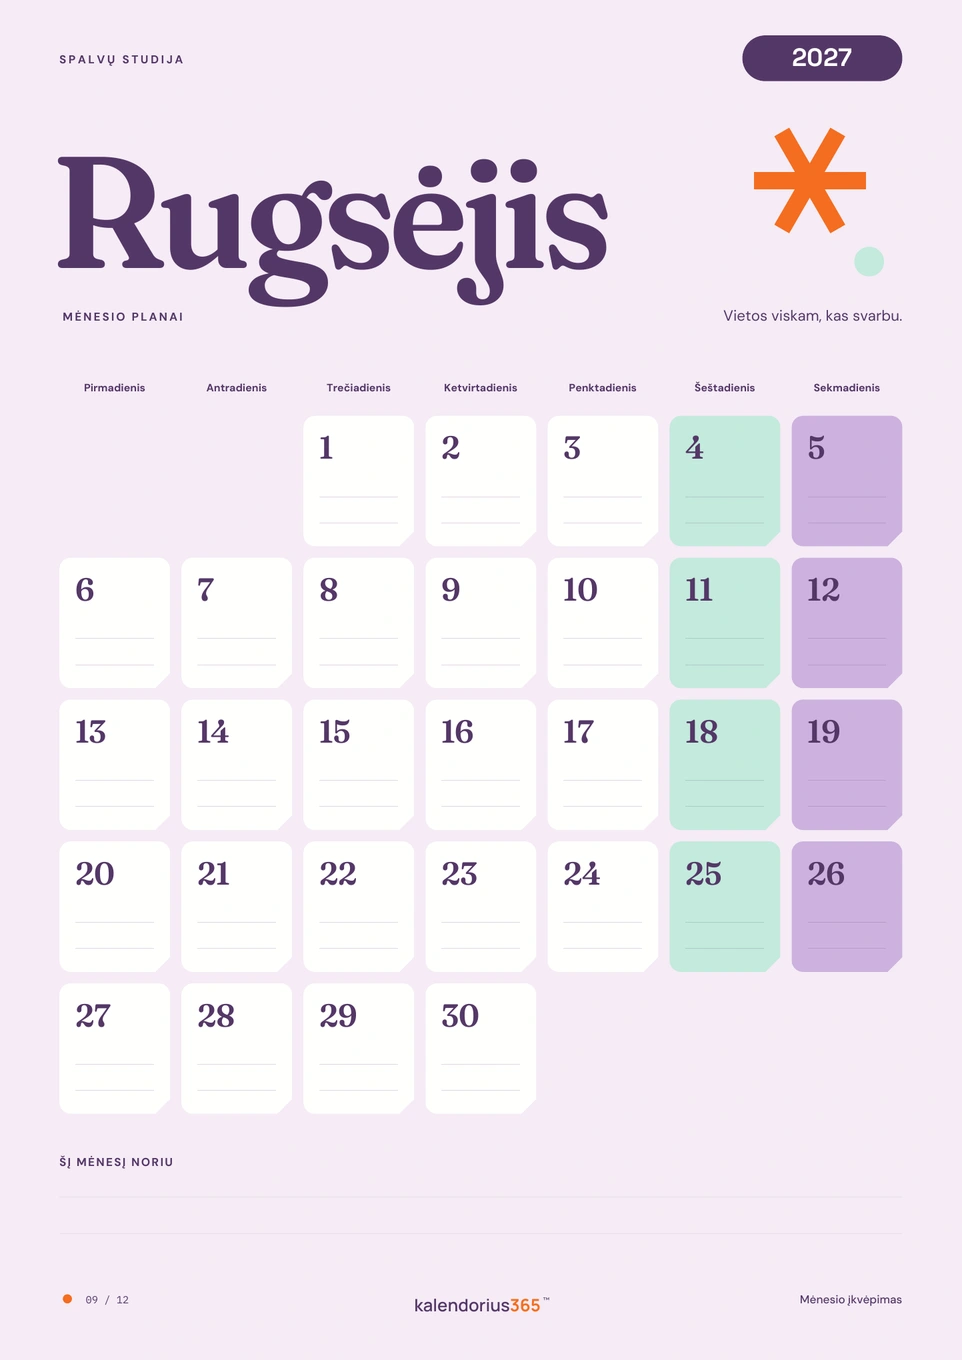 SPALVŲ STUDIJA
2027
Rugsėjis
MĖNESIO PLANAI
Vietos viskam, kas svarbu.
Pirmadienis Antradienis Trečiadienis Ketvirtadienis Penktadienis Šeštadienis Sekmadienis
1 2 3 4 5
6 7 8 9 10 11 12
13 14 15 16 17 18 19
20 21 22 23 24 25 26
27 28 29 30
ŠĮ MĖNESĮ NORIU
09 / 12
kalendorius365™
Mėnesio įkvėpimas